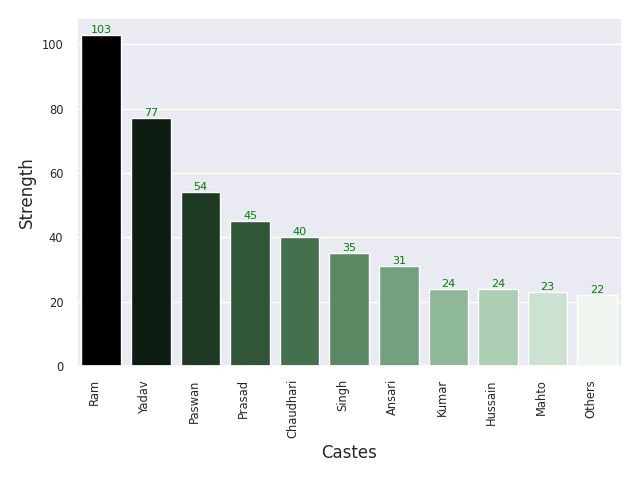 103
100
77
80
54
60
45
40
40
35
31
24
24
23
22
20
0
Strength
Ram
Yadav
Paswan
Prasad
Chaudhari
Singh
Ansari
Kumar
Hussain
Mahto
Others
Castes